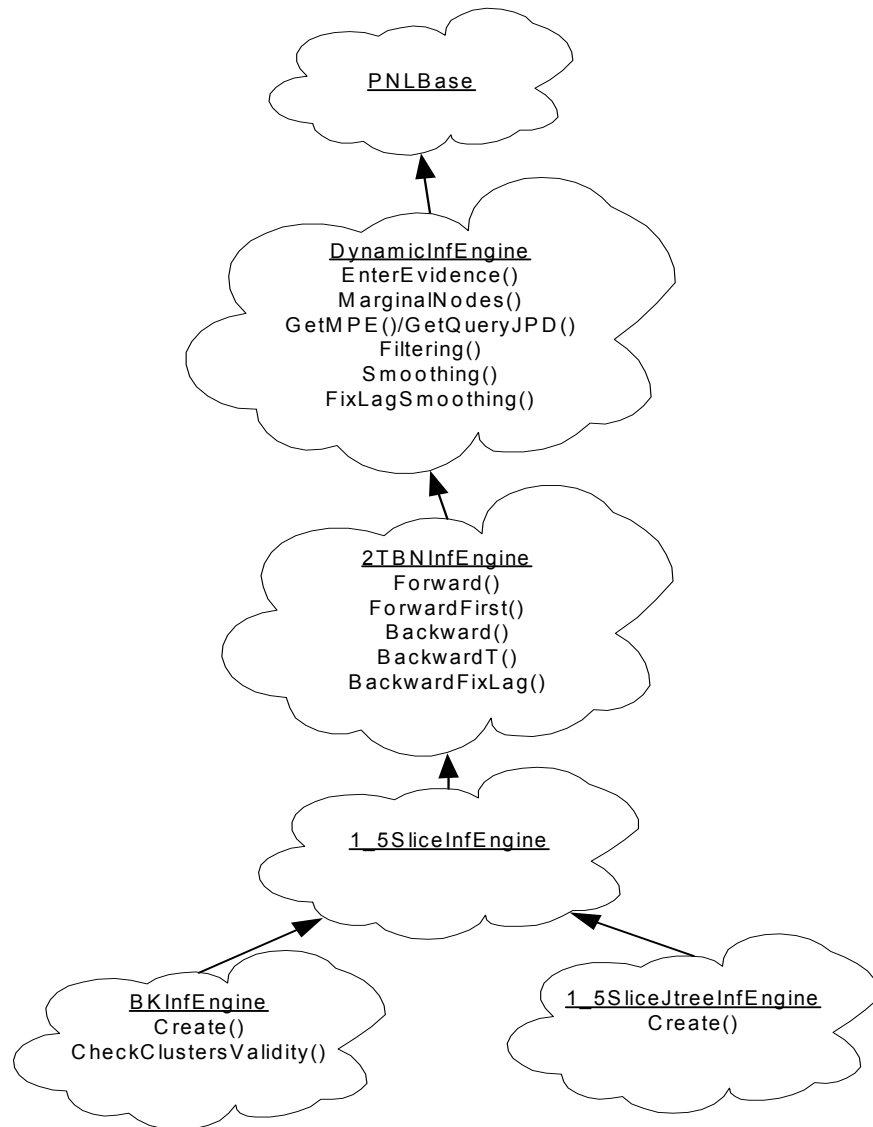 PNLBase
DynamicInfEngine
EnterEvidence()
MarginalNodes()
GetMPE()/GetQueryJPD()
Filtering()
Smoothing()
FixLagSmoothing()
2TBNInfEngine
Forward()
ForwardFirst()
Backward()
BackwardT()
BackwardFixLag()
1_5SliceInfEngine
BKInfEngine
Create()
CheckClustersValidity()
1_5SliceJtreeInfEngine
Create()